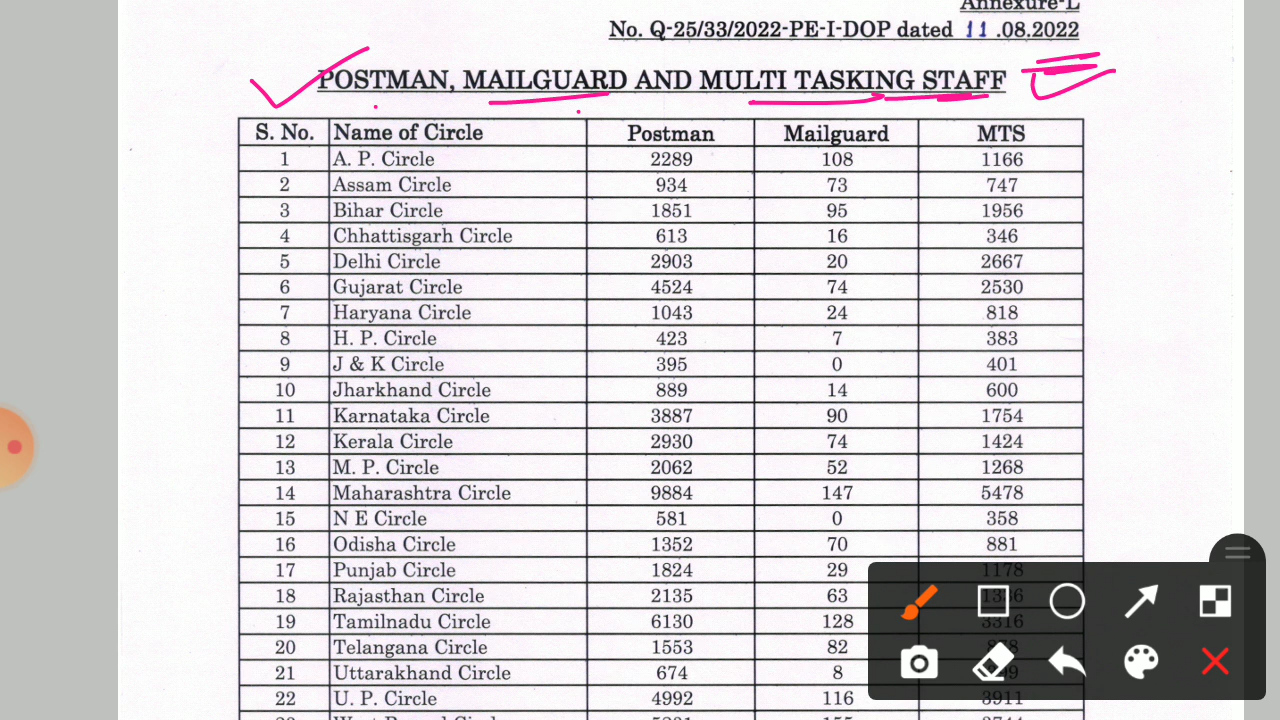 Annexure-L
No. Q-25/33/2022-PE-I-DOP dated 11 .08.2022
POSTMAN, MAILGUARD AND MULTI TASKING STAFF
S. No. Name of Circle Postman Mailguard MTS
1 A. P. Circle 2289 108 1166
2 Assam Circle 934 73 747
3 Bihar Circle 1851 95 1956
4 Chhattisgarh Circle 613 16 346
5 Delhi Circle 2903 20 2667
6 Gujarat Circle 4524 74 2530
7 Haryana Circle 1043 24 818
8 H. P. Circle 423 7 383
9 J & K Circle 395 0 401
10 Jharkhand Circle 889 14 600
11 Karnataka Circle 3887 90 1754
12 Kerala Circle 2930 74 1424
13 M. P. Circle 2062 52 1268
14 Maharashtra Circle 9884 147 5478
15 N E Circle 581 0 358
16 Odisha Circle 1352 70 881
17 Punjab Circle 1824 29 1178
18 Rajasthan Circle 2135 63
19 Tamilnadu Circle 6130 128 3316
20 Telangana Circle 1553 82
21 Uttarakhand Circle 674 8
22 U. P. Circle 4992 116 3911